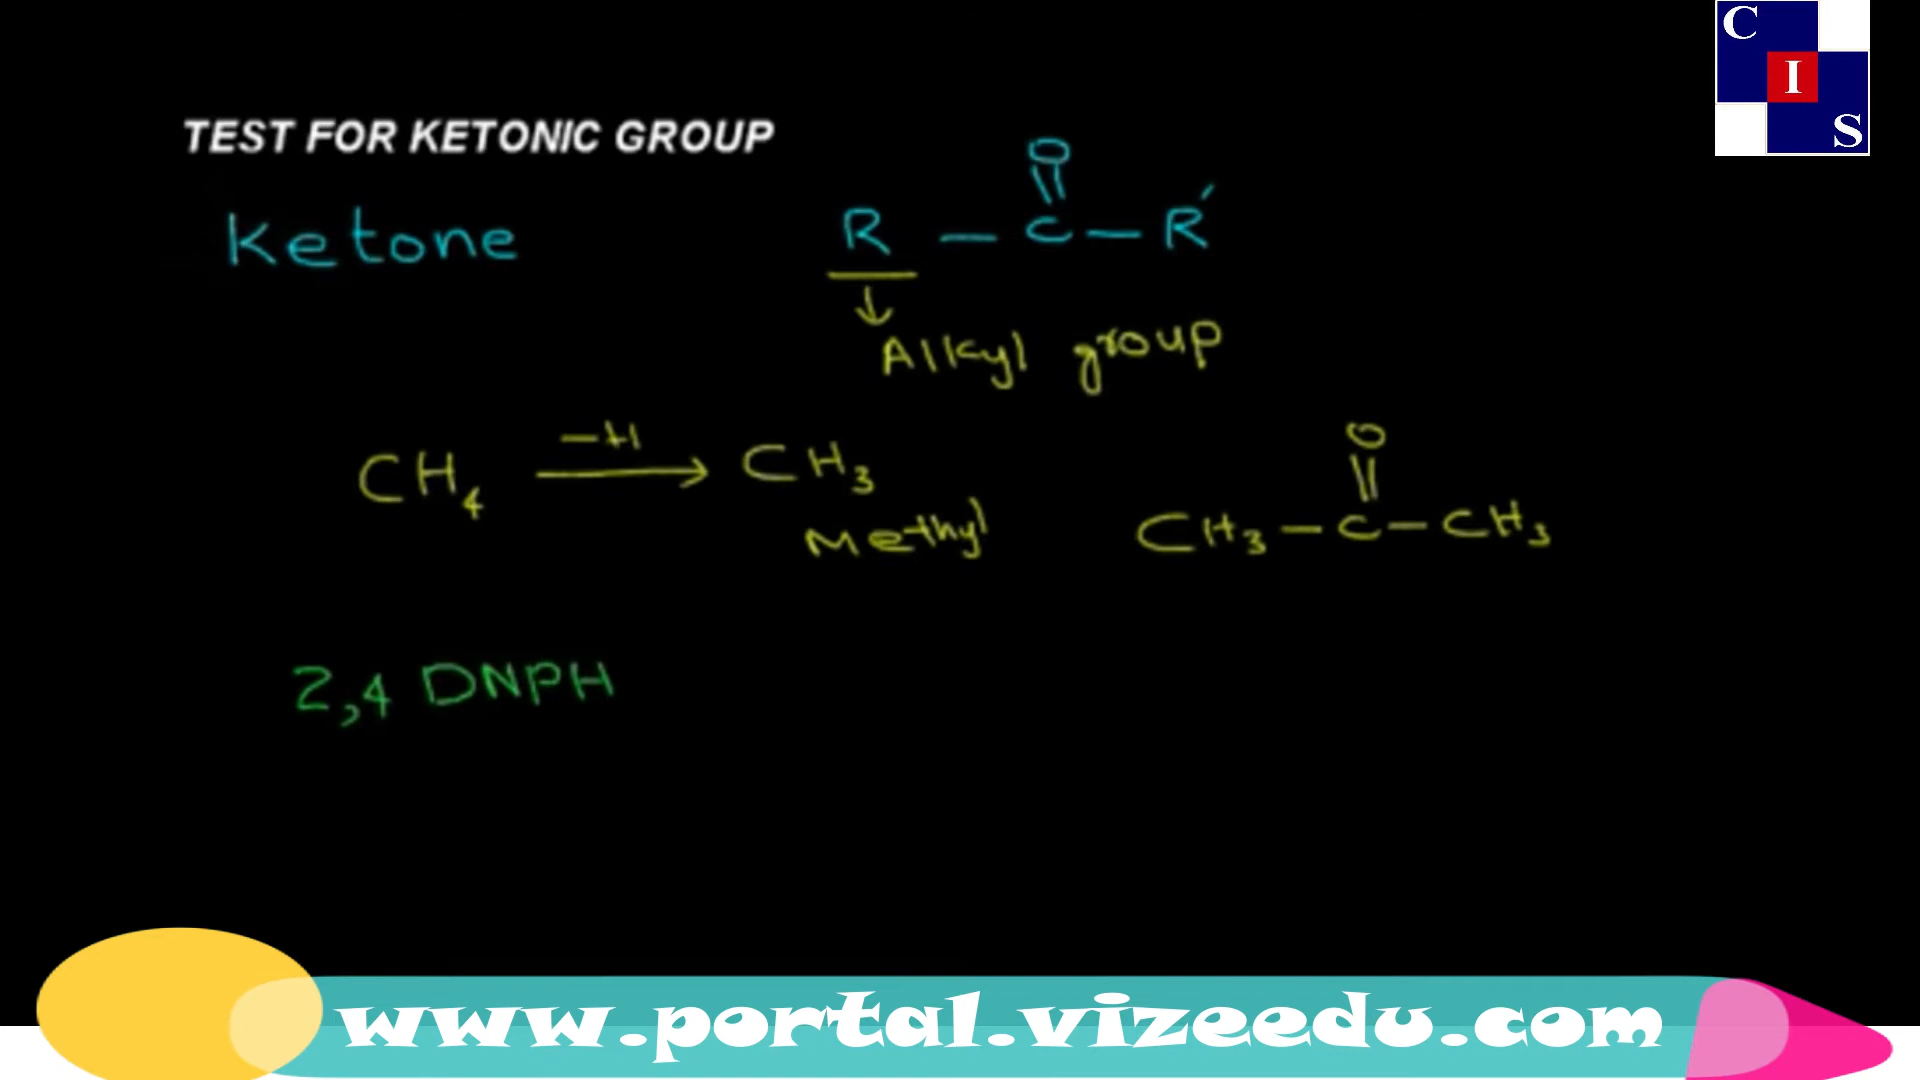 C
I
S
TEST FOR KETONIC GROUP
Ketone
O
R — C — R′
Alkyl group
CH₄ —H→ CH₃
Methyl
O
CH₃ — C — CH₃
2,4 DNPH
www.portal.vizeedu.com